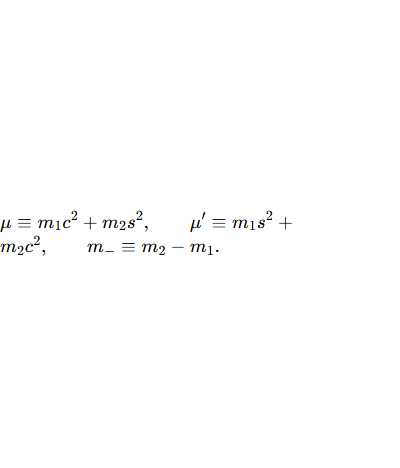 μ ≡ m₁c² + m₂s², μ′ ≡ m₁s² +
m₂c², m₋ ≡ m₂ − m₁.